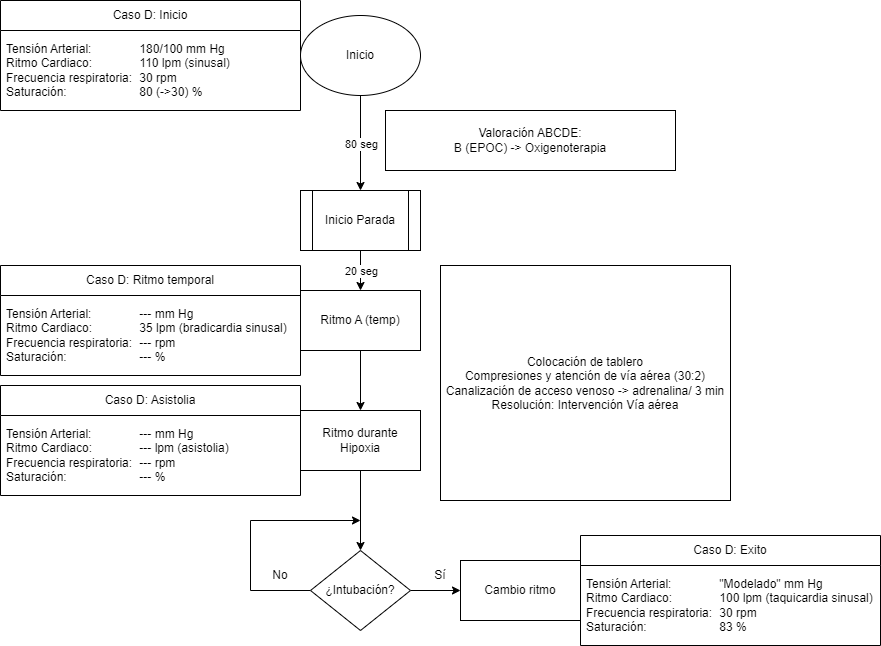 Caso D: Inicio
Tensión Arterial: 180/100 mm Hg
Ritmo Cardiaco: 110 lpm (sinusal)
Frecuencia respiratoria: 30 rpm
Saturación: 80 (->30) %
Inicio
80 seg
Valoración ABCDE:
B (EPOC) -> Oxigenoterapia
Inicio Parada
20 seg
Caso D: Ritmo temporal
Tensión Arterial: --- mm Hg
Ritmo Cardiaco: 35 lpm (bradicardia sinusal)
Frecuencia respiratoria: --- rpm
Saturación: --- %
Ritmo A (temp)
Colocación de tablero
Compresiones y atención de vía aérea (30:2)
Canalización de acceso venoso -> adrenalina/ 3 min
Resolución: Intervención Vía aérea
Caso D: Asistolia
Tensión Arterial: --- mm Hg
Ritmo Cardiaco: --- lpm (asistolia)
Frecuencia respiratoria: --- rpm
Saturación: --- %
Ritmo durante
Hipoxia
No
¿Intubación?
Sí
Cambio ritmo
Caso D: Exito
Tensión Arterial: "Modelado" mm Hg
Ritmo Cardiaco: 100 lpm (taquicardia sinusal)
Frecuencia respiratoria: 30 rpm
Saturación: 83 %